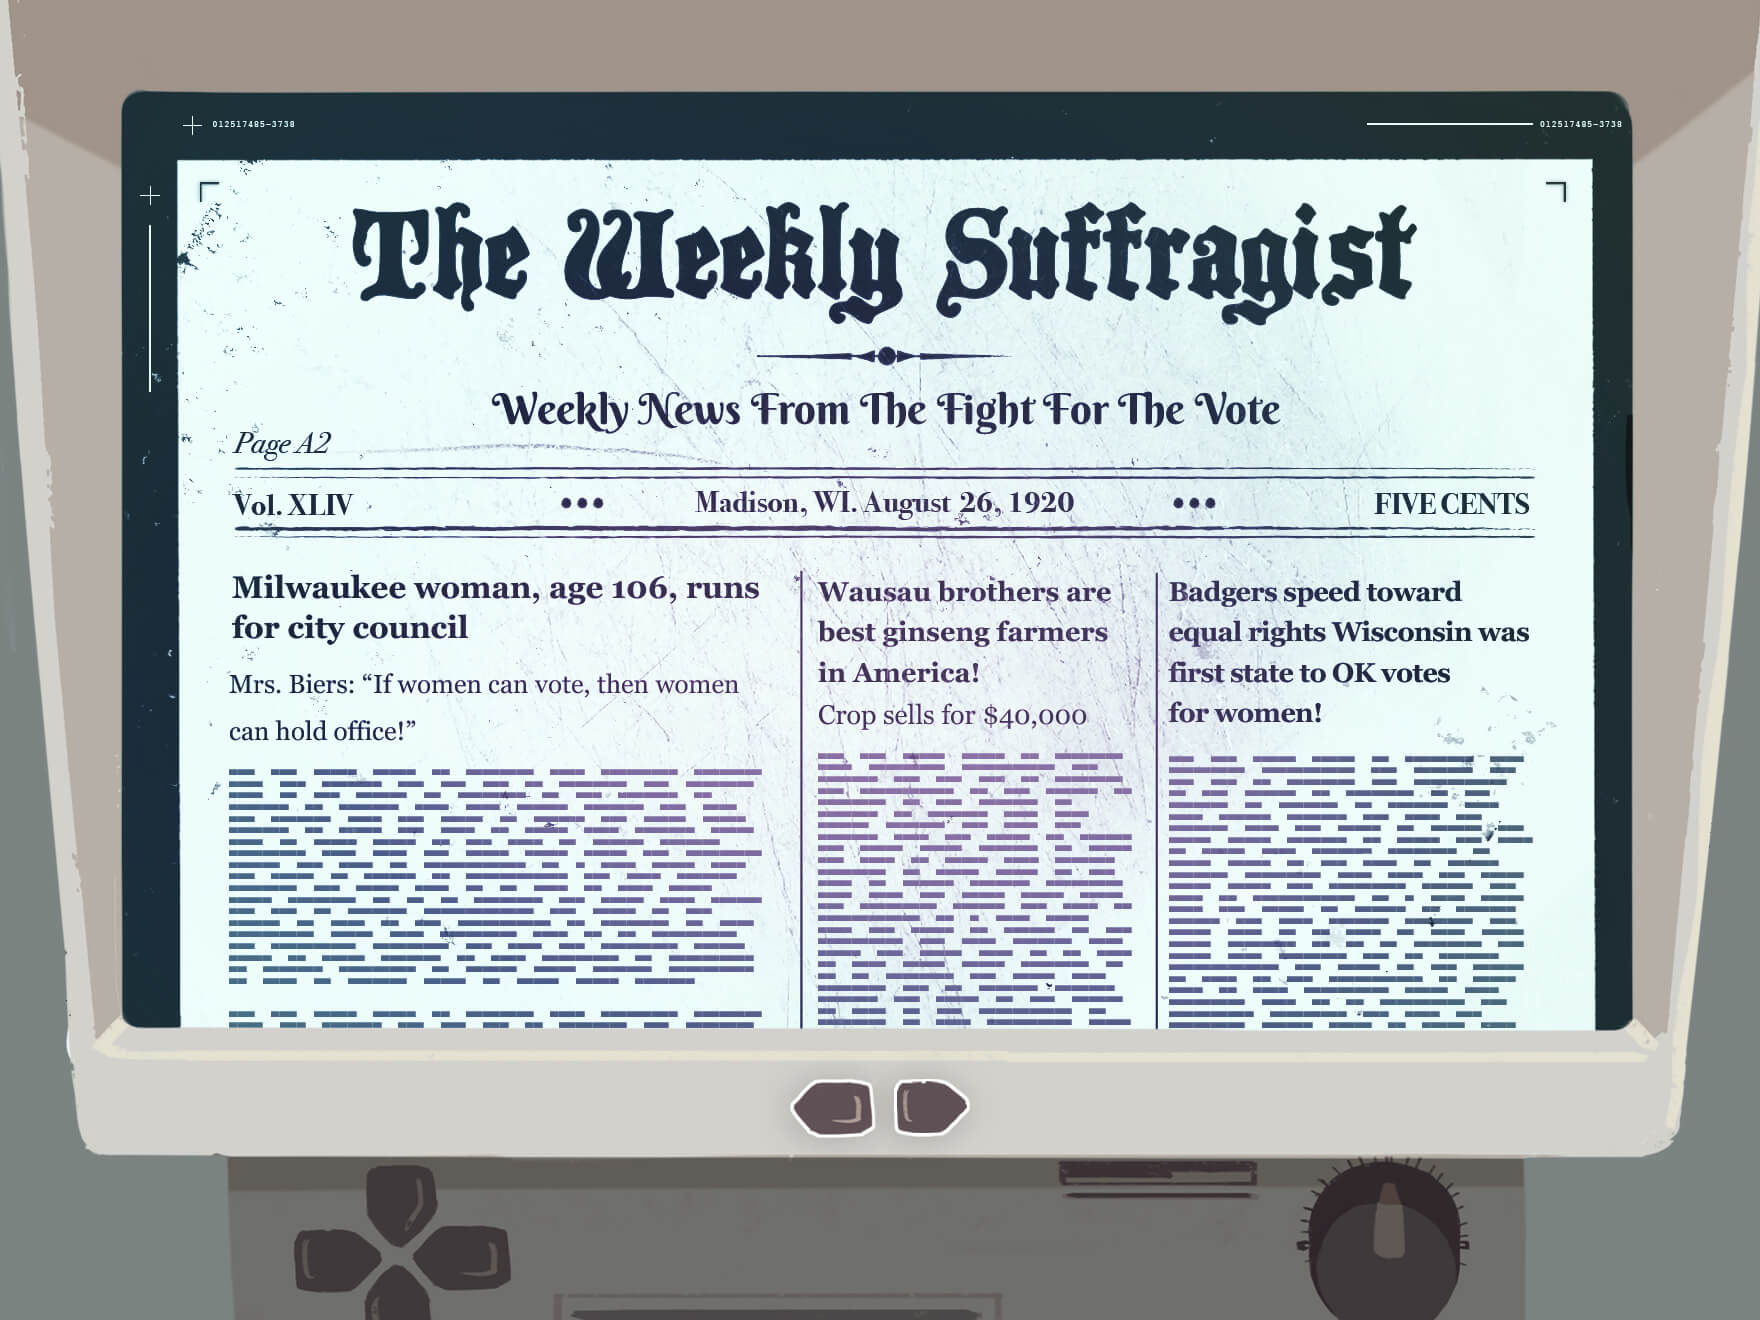 012517485-3738
012517485-3738
The Weekly Suffragist
Weekly News From The Fight For The Vote
Page A2
Vol. XLIV ••• Madison, WI. August 26, 1920 ••• FIVE CENTS
Milwaukee woman, age 106, runs
for city council
Mrs. Biers: “If women can vote, then women
can hold office!”
Wausau brothers are
best ginseng farmers
in America!
Crop sells for $40,000
Badgers speed toward
equal rights Wisconsin was
first state to OK votes
for women!